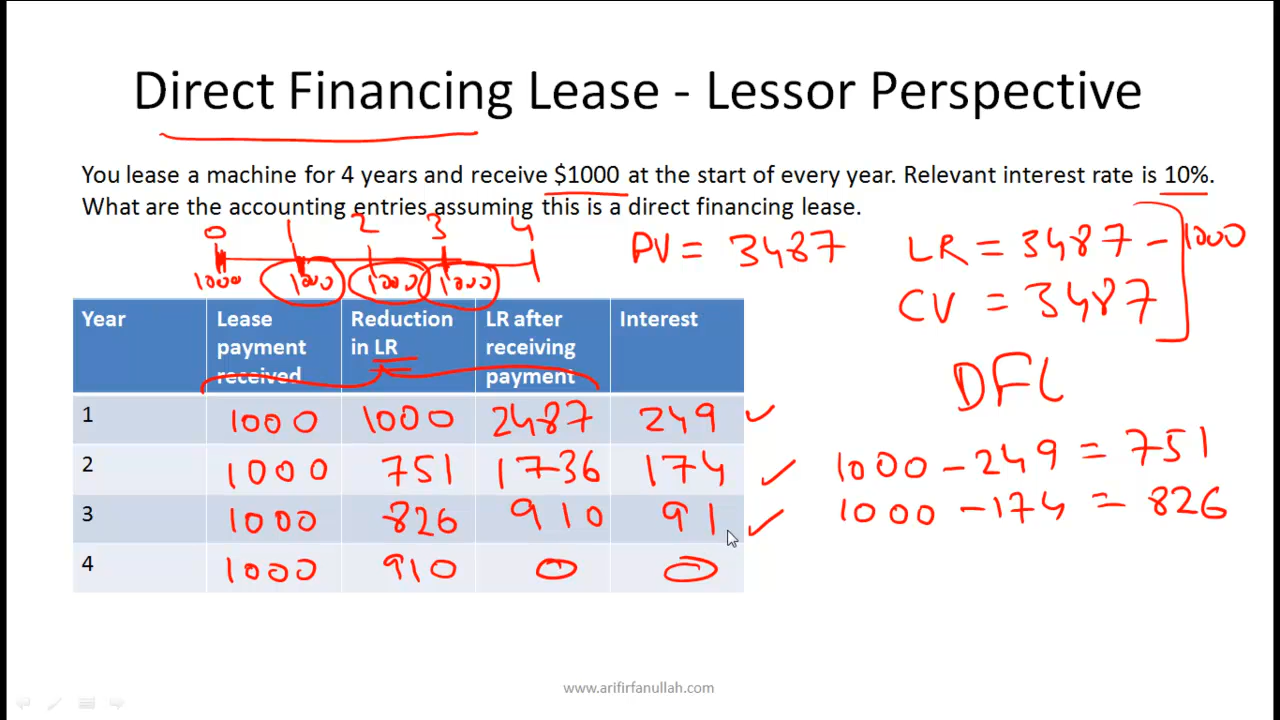 Direct Financing Lease - Lessor Perspective
You lease a machine for 4 years and receive $1000 at the start of every year. Relevant interest rate is 10%.
What are the accounting entries assuming this is a direct financing lease.
0 1 2 3 4
1000 1000 1000 1000
PV = 3487
LR = 3487 - 1000
CV = 3487
DFL
1000 - 249 = 751
1000 - 174 = 826
Year Lease payment received Reduction in LR LR after receiving payment Interest
1 1000 1000 2487 249
2 1000 751 1736 174
3 1000 826 910 91
4 1000 910 0 0
www.arifirfanullah.com